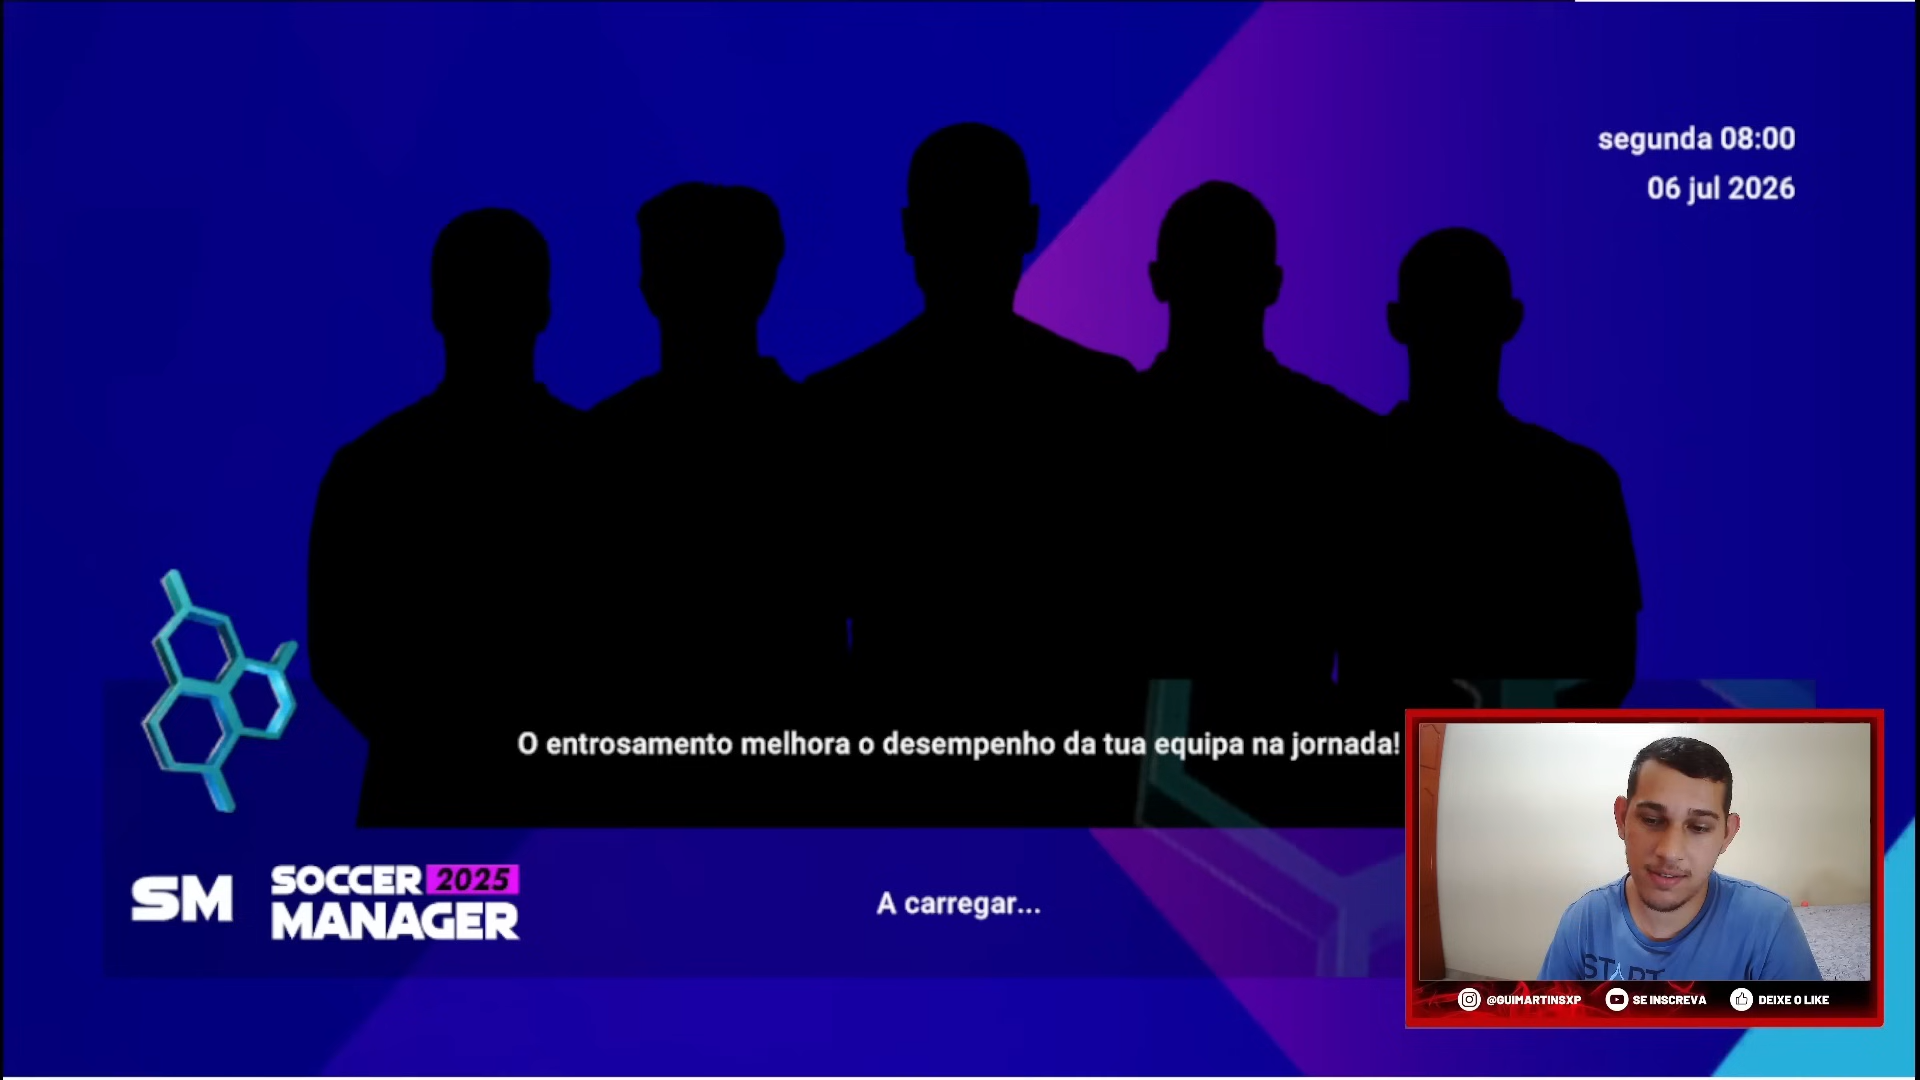 segunda 08:00
06 jul 2026
O entrosamento melhora o desempenho da tua equipa na jornada!
SM
SOCCER 2025
MANAGER
A carregar...
START
@GUIMARTINSXP
SE INSCREVA
DEIXE O LIKE